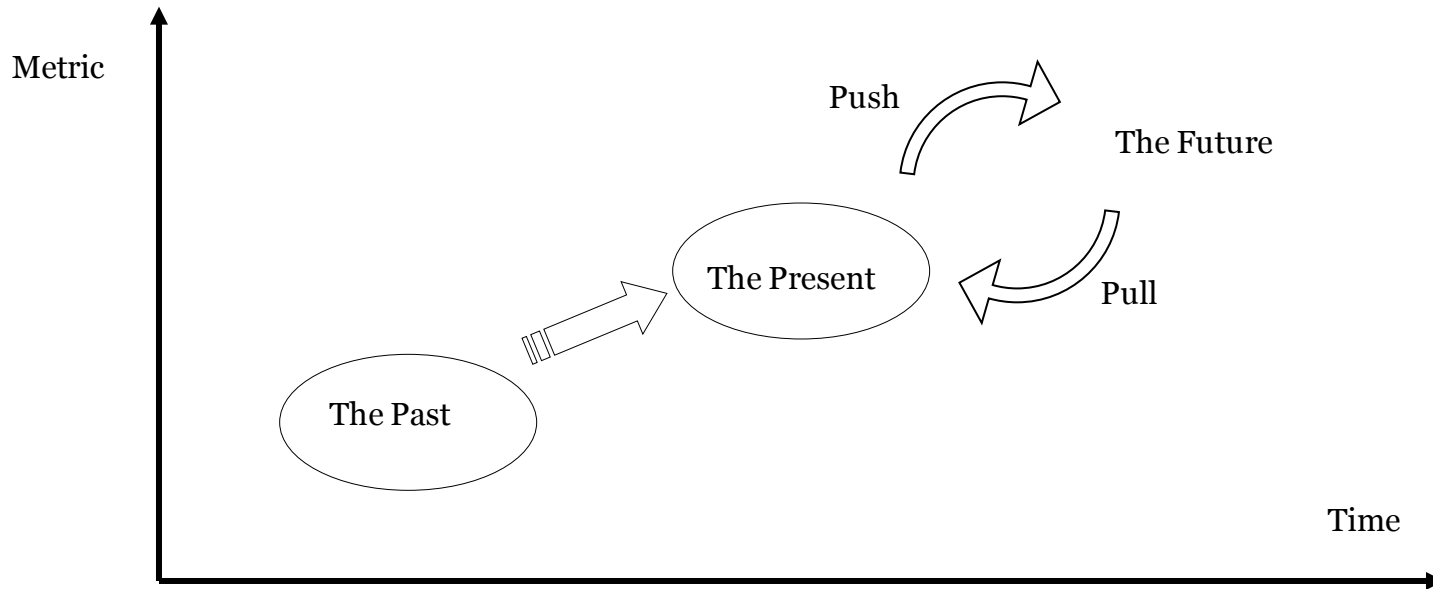 Metric
Push
The Future
The Present
Pull
The Past
Time